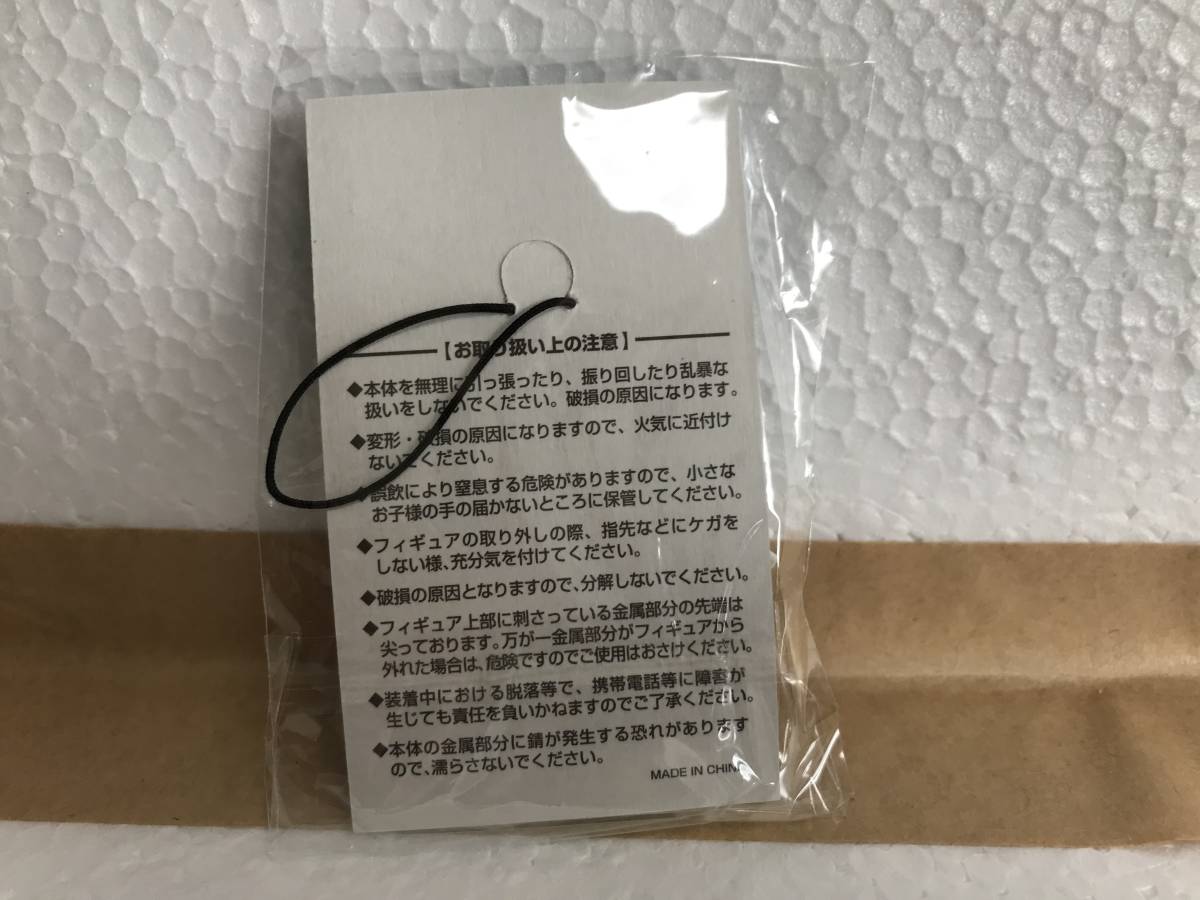 【お取り扱い上の注意】
◆本体を無理に引っ張ったり、振り回したり乱暴な
扱いをしないでください。破損の原因になります。
◆変形・破損の原因になりますので、火気に近付け
ないでください。
◆誤飲により窒息する危険がありますので、小さな
お子様の手の届かないところに保管してください。
◆フィギュアの取り外しの際、指先などにケガを
しない様、充分気を付けてください。
◆破損の原因となりますので、分解しないでください。
◆フィギュア上部に刺さっている金属部分の先端は
尖っております。万が一金属部分がフィギュアから
外れた場合は、危険ですのでご使用はおさけください。
◆装着中における脱落等で、携帯電話等に障害が
生じても責任を負いかねますのでご了承ください。
◆本体の金属部分に錆が発生する恐れがあります
ので、濡らさないでください。
MADE IN CHINA